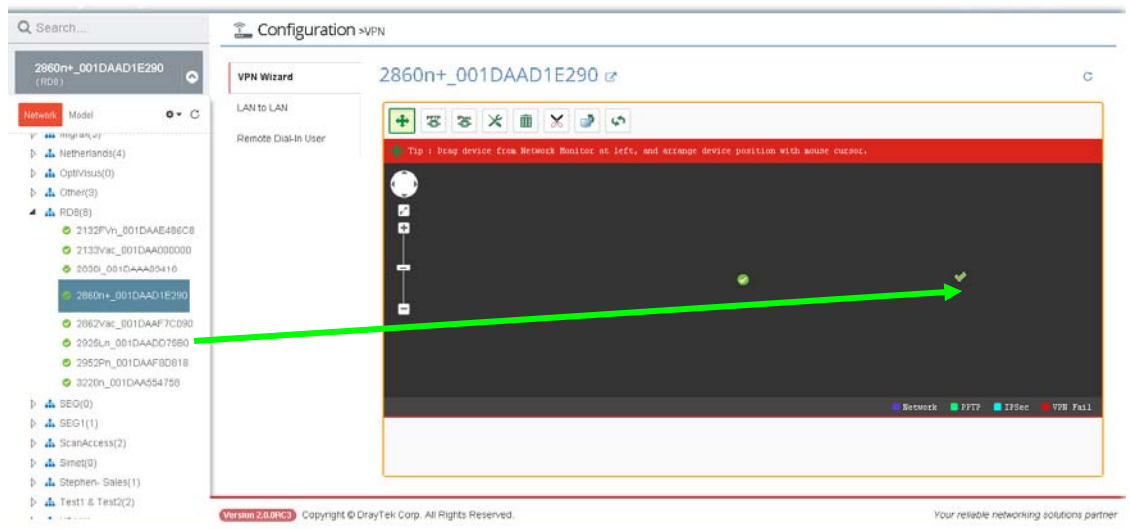 Search...
Configuration >VPN
2860n+_001DAAD1E290
(RD8)
Network Model
Netherlands(4)
OptiVisus(0)
Other(3)
RD8(8)
2132FVn_001DAAE486C8
2133Vac_001DAA000000
2860n+_001DAAD1E290
2862Vac_001DAAF7C090
2925Ln_001DAADD75B0
2952Pn_001DAAF8D818
3220n_001DAA554758
SEG(0)
SEG1(1)
ScanAccess(2)
Simet(0)
Stephen- Sales(1)
Test1 & Test2(2)
VPN Wizard
LAN to LAN
Remote Dial-In User
2860n+_001DAAD1E290
Tip : Drag device from Network Monitor at left, and arrange device position with mouse cursor.
Network PPTP IPSec VPN Fail
Version 2.0.0RC3 Copyright © DrayTek Corp. All Rights Reserved.
Your reliable networking solutions partner